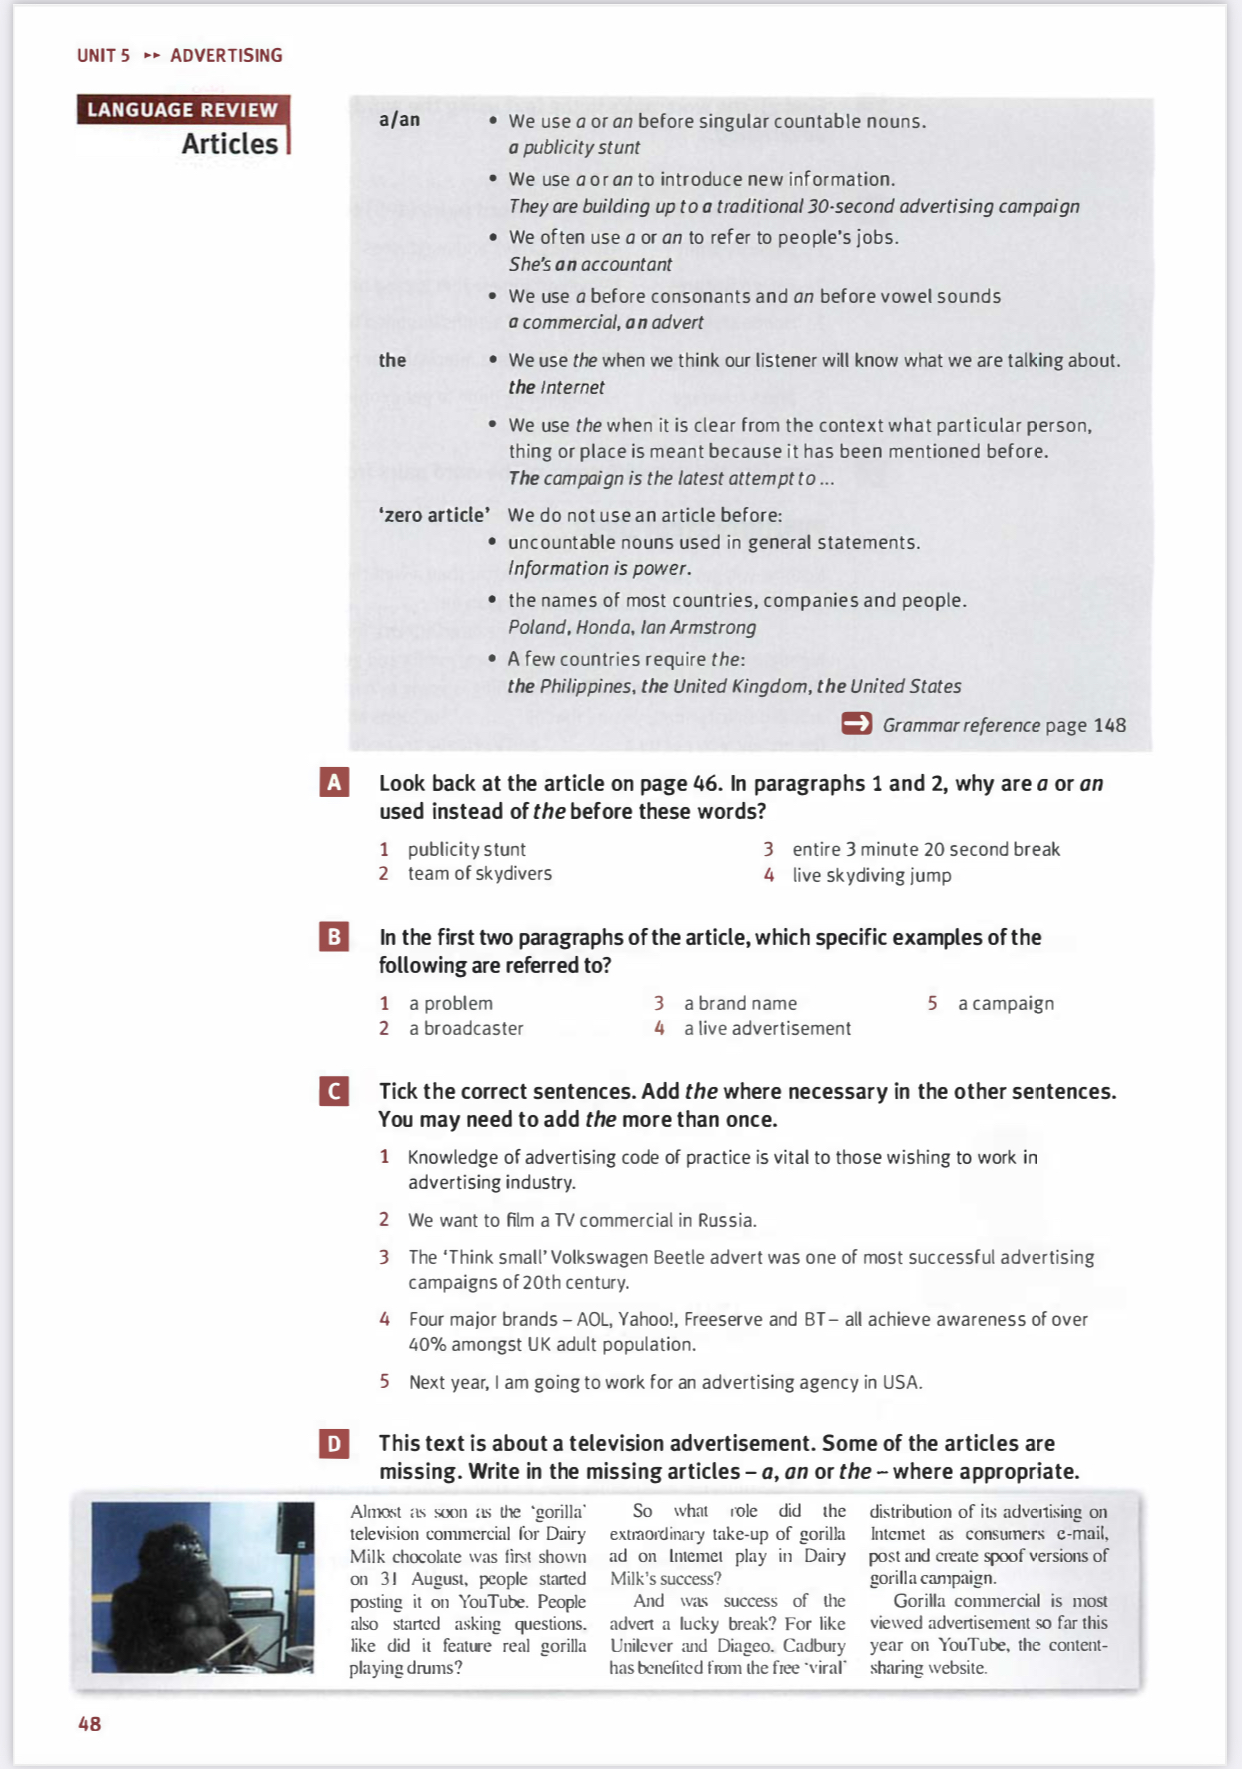 UNIT 5 ▸▸ ADVERTISING
LANGUAGE REVIEW
Articles
a/an
• We use a or an before singular countable nouns.
a publicity stunt
• We use a or an to introduce new information.
They are building up to a traditional 30-second advertising campaign
• We often use a or an to refer to people's jobs.
She's an accountant
• We use a before consonants and an before vowel sounds
a commercial, an advert
the
• We use the when we think our listener will know what we are talking about.
the Internet
• We use the when it is clear from the context what particular person,
thing or place is meant because it has been mentioned before.
The campaign is the latest attempt to ...
'zero article'
We do not use an article before:
• uncountable nouns used in general statements.
Information is power.
• the names of most countries, companies and people.
Poland, Honda, Ian Armstrong
• A few countries require the:
the Philippines, the United Kingdom, the United States
Grammar reference page 148
A Look back at the article on page 46. In paragraphs 1 and 2, why are a or an
used instead of the before these words?
1 publicity stunt
2 team of skydivers
3 entire 3 minute 20 second break
4 live skydiving jump
B In the first two paragraphs of the article, which specific examples of the
following are referred to?
1 a problem
2 a broadcaster
3 a brand name
4 a live advertisement
5 a campaign
C Tick the correct sentences. Add the where necessary in the other sentences.
You may need to add the more than once.
1 Knowledge of advertising code of practice is vital to those wishing to work in
advertising industry.
2 We want to film a TV commercial in Russia.
3 The 'Think small' Volkswagen Beetle advert was one of most successful advertising
campaigns of 20th century.
4 Four major brands – AOL, Yahoo!, Freeserve and BT – all achieve awareness of over
40% amongst UK adult population.
5 Next year, I am going to work for an advertising agency in USA.
D This text is about a television advertisement. Some of the articles are
missing. Write in the missing articles – a, an or the – where appropriate.
Almost as soon as the 'gorilla'
television commercial for Dairy
Milk chocolate was first shown
on 31 August, people started
posting it on YouTube. People
also started asking questions,
like did it feature real gorilla
playing drums?
So what role did the
extraordinary take-up of gorilla
ad on Internet play in Dairy
Milk's success?
And was success of the
advert a lucky break? For like
Unilever and Diageo, Cadbury
has benefited from the free 'viral'
distribution of its advertising on
Internet as consumers e-mail,
post and create spoof versions of
gorilla campaign.
Gorilla commercial is most
viewed advertisement so far this
year on YouTube, the content-
sharing website.
48